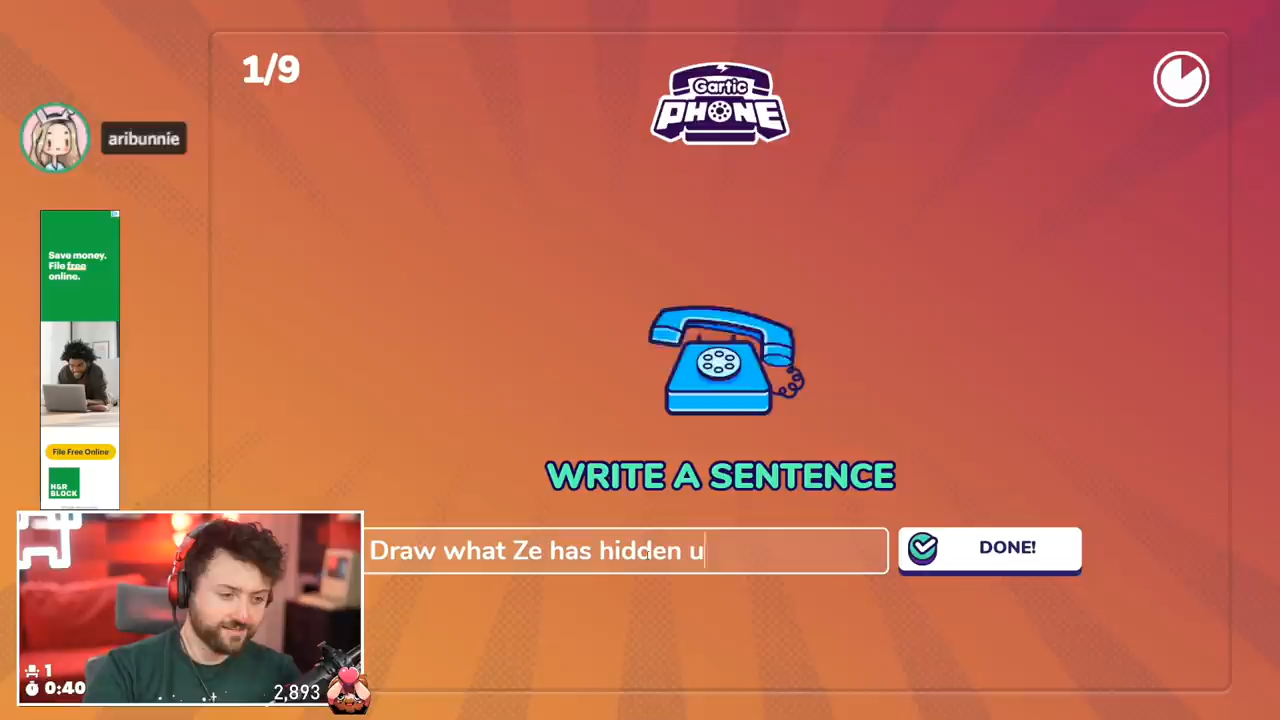 1/9
Gartic
PHONE
aribunnie
Save money.
File free
online.
File Free Online
H&R
BLOCK
WRITE A SENTENCE
Draw what Ze has hidden u
DONE!
1
0:40
2,893